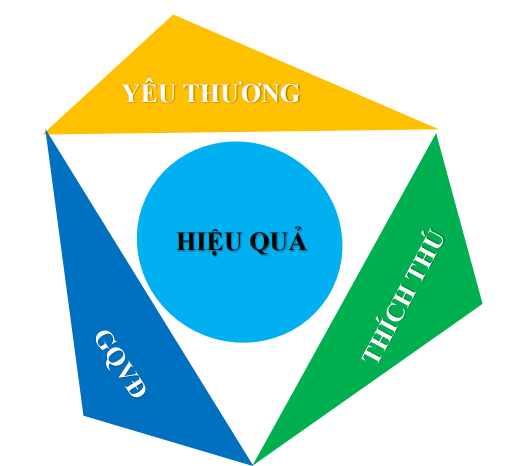 YÊU THƯƠNG
HIỆU QUẢ
THÍCH THÚ
GQVĐ